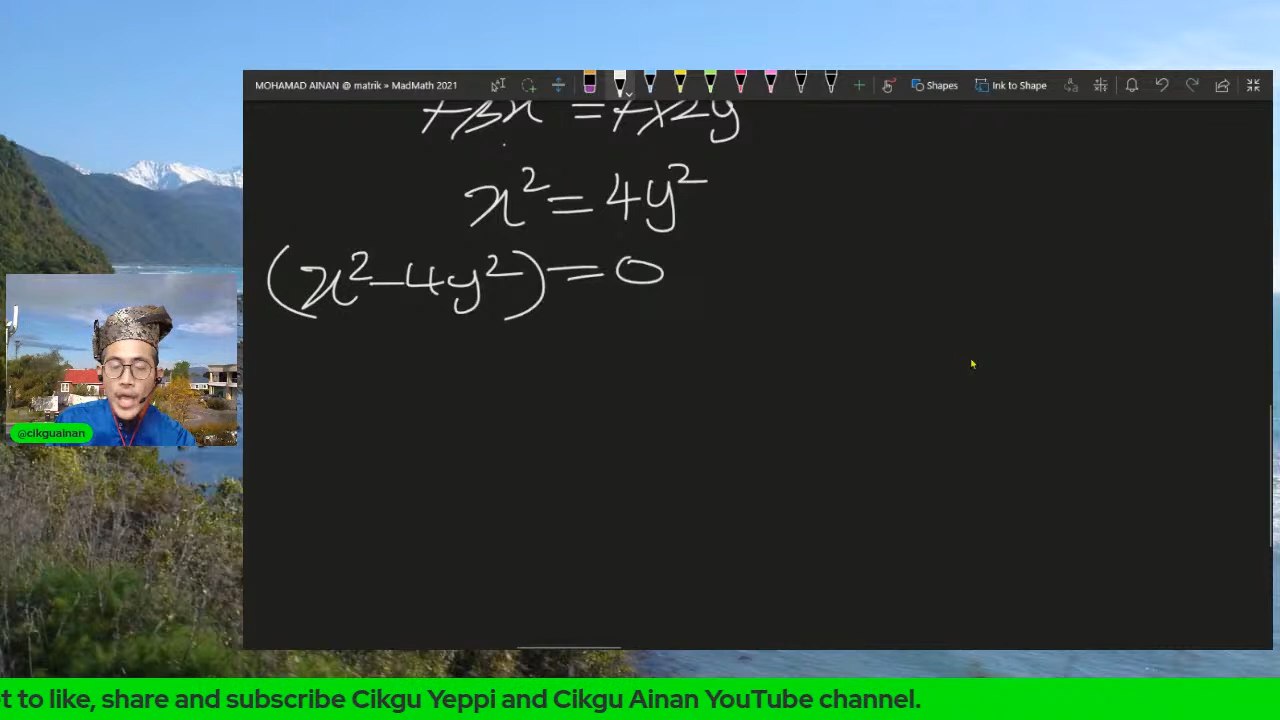 MOHAMAD AINAN @ matrik » MadMath 2021
Shapes
Ink to Shape
x² = 4y²
(x² - 4y²) = 0
@cikguainan
t to like, share and subscribe Cikgu Yeppi and Cikgu Ainan YouTube channel.